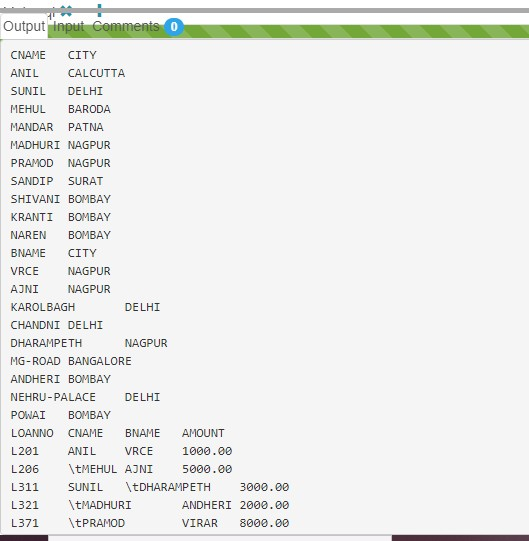 Output Input Comments 0
CNAME CITY
ANIL CALCUTTA
SUNIL DELHI
MEHUL BARODA
MANDAR PATNA
MADHURI NAGPUR
PRAMOD NAGPUR
SANDIP SURAT
SHIVANI BOMBAY
KRANTI BOMBAY
NAREN BOMBAY
BNAME CITY
VRCE NAGPUR
AJNI NAGPUR
KAROLBAGH DELHI
CHANDNI DELHI
DHARAMPETH NAGPUR
MG-ROAD BANGALORE
ANDHERI BOMBAY
NEHRU-PALACE DELHI
POWAI BOMBAY
LOANNO CNAME BNAME AMOUNT
L201 ANIL VRCE 1000.00
L206 \tMEHUL AJNI 5000.00
L311 SUNIL \tDHARAMPETH 3000.00
L321 \tMADHURI ANDHERI 2000.00
L371 \tPRAMOD VIRAR 8000.00